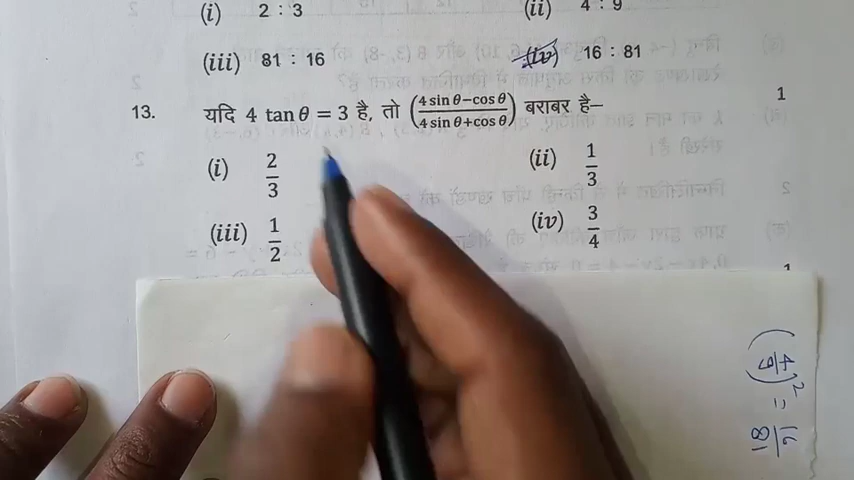 (i) 2 : 3 (ii) 4 : 9
(iii) 81 : 16 (iv) 16 : 81
13. यदि 4 tan θ = 3 है, तो (4 sin θ−cos θ / 4 sin θ+cos θ) बराबर है– 1
(i) 2/3 (ii) 1/3
(iii) 1/2 (iv) 3/4
1
(4/9)² = 16/81